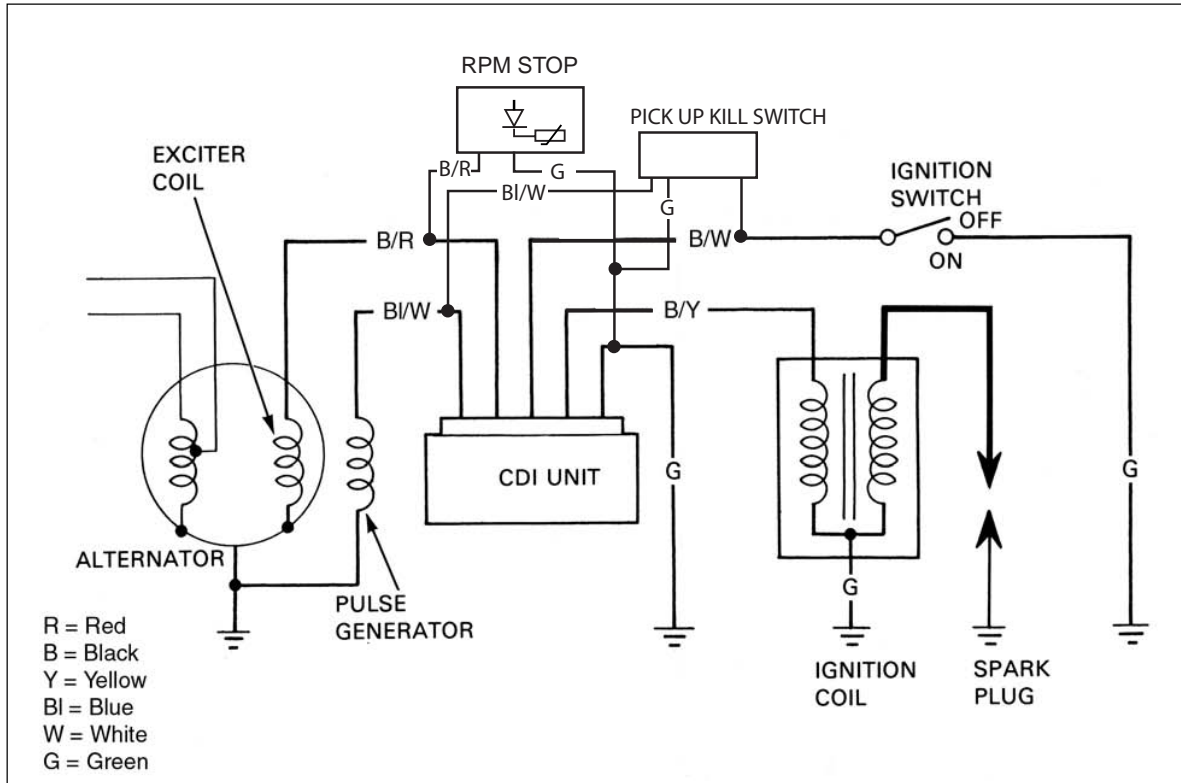 RPM STOP
PICK UP KILL SWITCH
EXCITER
COIL
IGNITION
SWITCH
OFF
ON
B/R
G
Bl/W
G
B/R
B/W
Bl/W
B/Y
CDI UNIT
G
G
G
ALTERNATOR
PULSE
GENERATOR
IGNITION
COIL
SPARK
PLUG
R = Red
B = Black
Y = Yellow
Bl = Blue
W = White
G = Green